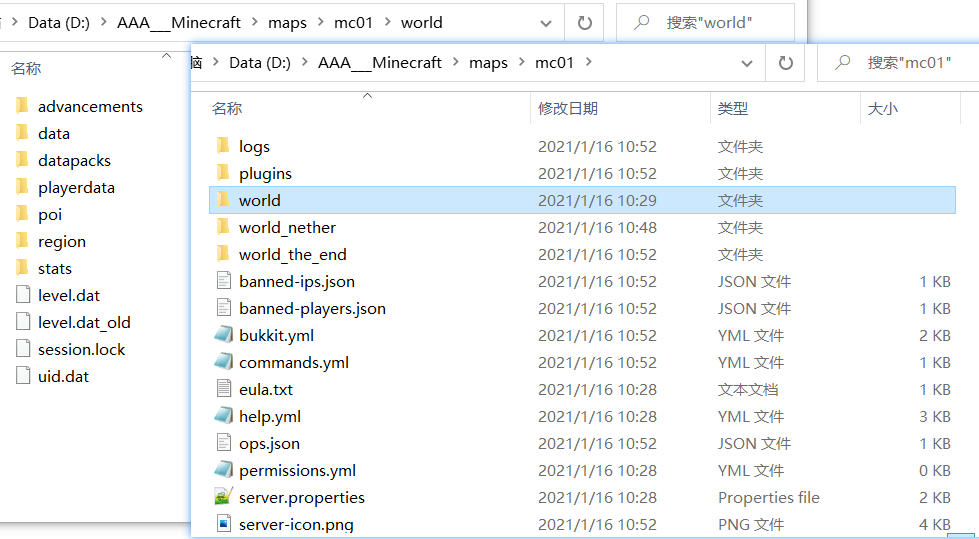 Data (D:) > AAA___Minecraft > maps > mc01 > world
搜索"world"
名称
advancements
data
datapacks
playerdata
poi
region
stats
level.dat
level.dat_old
session.lock
uid.dat
脑 > Data (D:) > AAA___Minecraft > maps > mc01 >
搜索"mc01"
名称 修改日期 类型 大小
logs 2021/1/16 10:52 文件夹
plugins 2021/1/16 10:52 文件夹
world 2021/1/16 10:29 文件夹
world_nether 2021/1/16 10:48 文件夹
world_the_end 2021/1/16 10:52 文件夹
banned-ips.json 2021/1/16 10:52 JSON 文件 1 KB
banned-players.json 2021/1/16 10:52 JSON 文件 1 KB
bukkit.yml 2021/1/16 10:52 YML 文件 2 KB
commands.yml 2021/1/16 10:52 YML 文件 1 KB
eula.txt 2021/1/16 10:28 文本文档 1 KB
help.yml 2021/1/16 10:28 YML 文件 3 KB
ops.json 2021/1/16 10:52 JSON 文件 1 KB
permissions.yml 2021/1/16 10:28 YML 文件 0 KB
server.properties 2021/1/16 10:28 Properties file 2 KB
server-icon.png 2021/1/16 10:52 PNG 文件 4 KB